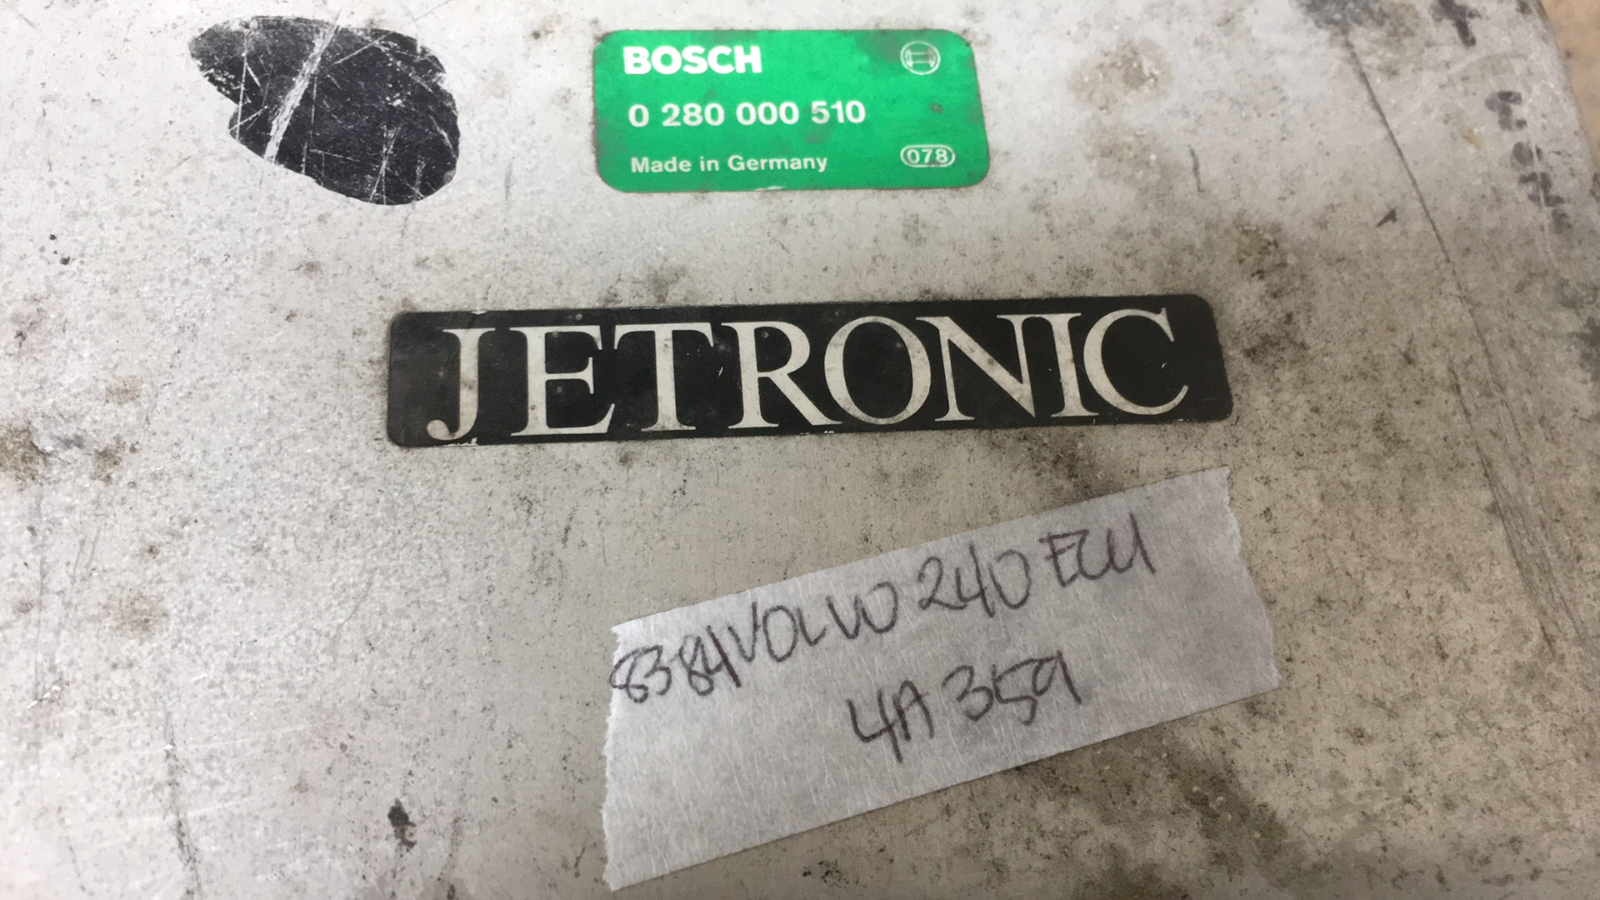 BOSCH
0 280 000 510
Made in Germany 078
JETRONIC
8384 VOLVO 240 ECU
4A 359